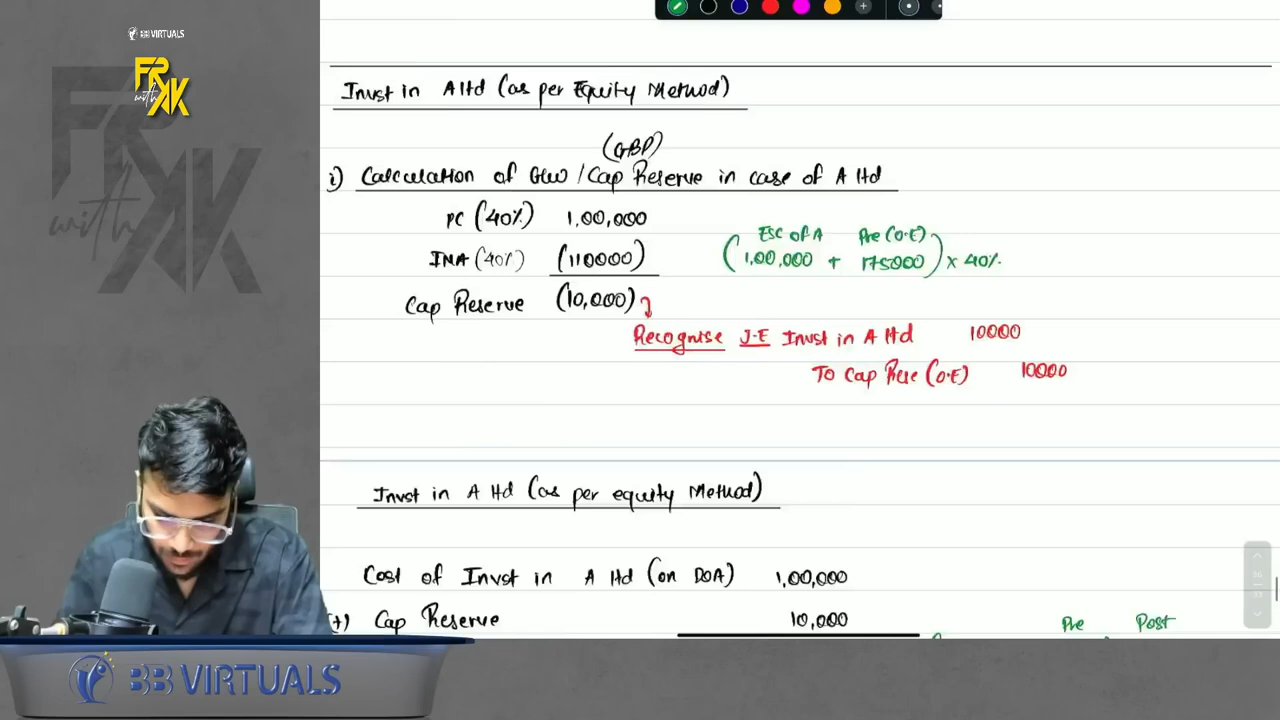 BB VIRTUALS
FR
with
KK
Invst in A ltd (as per Equity Method)
(GBP)
i) Calculation of GW / Cap Reserve in case of A ltd
PC (40%) 1,00,000
INA (40%) (110000)
Cap Reserve (10,000)
(ESC of A 1,00,000 + Pre (O.E) 175000) x 40%
Recognise J.E Invst in A ltd 10000
To Cap Rese (O.E) 10000
Invst in A ltd (as per equity Method)
Cost of Invst in A ltd (on DOA) 1,00,000
(+) Cap Reserve 10,000
Pre Post
BB VIRTUALS